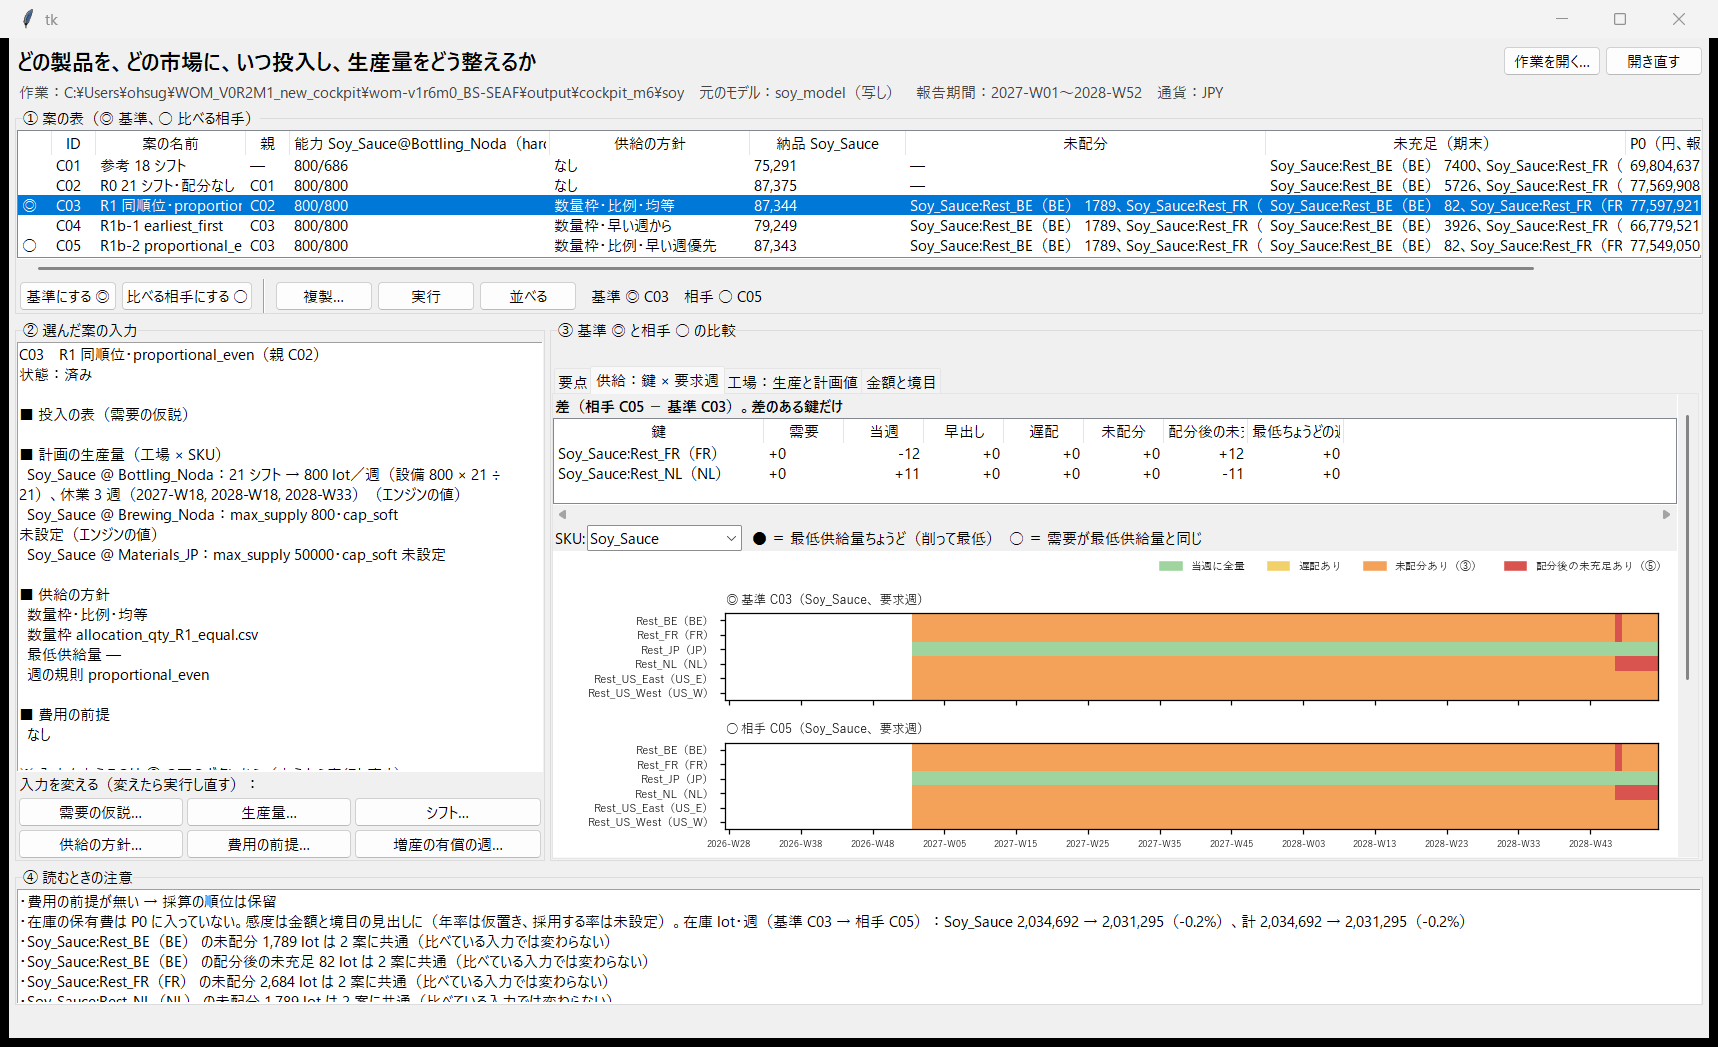 tk
どの製品を、どの市場に、いつ投入し、生産量をどう整えるか
作業を開く... 開き直す
作業：C:¥Users¥ohsug¥WOM_V0R2M1_new_cockpit¥wom-v1r6m0_BS-SEAF¥output¥cockpit_m6¥soy 元のモデル：soy_model（写し） 報告期間：2027-W01～2028-W52 通貨：JPY
① 案の表（◎ 基準、○ 比べる相手）
ID 案の名前 親 能力 Soy_Sauce@Bottling_Noda（hard 供給の方針 納品 Soy_Sauce 未配分 未充足（期末） P0（円、報
C01 参考 18 シフト — 800/686 なし 75,291 — Soy_Sauce:Rest_BE（BE） 7400、Soy_Sauce:Rest_FR（ 69,804,637
C02 R0 21 シフト・配分なし C01 800/800 なし 87,375 — Soy_Sauce:Rest_BE（BE） 5726、Soy_Sauce:Rest_FR（ 77,569,908
◎ C03 R1 同順位・proportior C02 800/800 数量枠・比例・均等 87,344 Soy_Sauce:Rest_BE（BE） 1789、Soy_Sauce:Rest_FR（ Soy_Sauce:Rest_BE（BE） 82、Soy_Sauce:Rest_FR（FR 77,597,921
C04 R1b-1 earliest_first C03 800/800 数量枠・早い週から 79,249 Soy_Sauce:Rest_BE（BE） 1789、Soy_Sauce:Rest_FR（ Soy_Sauce:Rest_BE（BE） 3926、Soy_Sauce:Rest_FR（ 66,779,521
○ C05 R1b-2 proportional_e C03 800/800 数量枠・比例・早い週優先 87,343 Soy_Sauce:Rest_BE（BE） 1789、Soy_Sauce:Rest_FR（ Soy_Sauce:Rest_BE（BE） 82、Soy_Sauce:Rest_FR（FR 77,549,050
基準にする ◎ 比べる相手にする ○ 複製... 実行 並べる 基準 ◎ C03 相手 ○ C05
② 選んだ案の入力
C03 R1 同順位・proportional_even（親 C02）
状態：済み
■ 投入の表（需要の仮説）
■ 計画の生産量（工場 × SKU）
Soy_Sauce @ Bottling_Noda：21 シフト → 800 lot／週（設備 800 × 21 ÷
21）、休業 3 週（2027-W18, 2028-W18, 2028-W33）（エンジンの値）
Soy_Sauce @ Brewing_Noda：max_supply 800・cap_soft
未設定（エンジンの値）
Soy_Sauce @ Materials_JP：max_supply 50000・cap_soft 未設定
■ 供給の方針
数量枠・比例・均等
数量枠 allocation_qty_R1_equal.csv
最低供給量 —
週の規則 proportional_even
■ 費用の前提
なし
入力を変える（変えたら実行し直す）：
需要の仮説... 生産量... シフト...
供給の方針... 費用の前提... 増産の有償の週...
③ 基準 ◎ と相手 ○ の比較
要点 供給：鍵 × 要求週 工場：生産と計画値 金額と境目
差（相手 C05 － 基準 C03）。差のある鍵だけ
鍵 需要 当週 早出し 遅配 未配分 配分後の未充 最低ちょうどの週
Soy_Sauce:Rest_FR（FR） +0 -12 +0 +0 +0 +12 +0
Soy_Sauce:Rest_NL（NL） +0 +11 +0 +0 +0 -11 +0
SKU: Soy_Sauce ● = 最低供給量ちょうど（削って最低） ○ = 需要が最低供給量と同じ
当週に全量 遅配あり 未配分あり（③） 配分後の未充足あり（⑤）
◎ 基準 C03（Soy_Sauce、要求週）
Rest_BE（BE）
Rest_FR（FR）
Rest_JP（JP）
Rest_NL（NL）
Rest_US_East（US_E）
Rest_US_West（US_W）
○ 相手 C05（Soy_Sauce、要求週）
Rest_BE（BE）
Rest_FR（FR）
Rest_JP（JP）
Rest_NL（NL）
Rest_US_East（US_E）
Rest_US_West（US_W）
2026-W28 2026-W38 2026-W48 2027-W05 2027-W15 2027-W25 2027-W35 2027-W45 2028-W03 2028-W13 2028-W23 2028-W33 2028-W43
④ 読むときの注意
・費用の前提が無い → 採算の順位は保留
・在庫の保有費は P0 に入っていない。感度は金額と境目の見出しに（年率は仮置き、採用する率は未設定）。在庫 lot・週（基準 C03 → 相手 C05）：Soy_Sauce 2,034,692 → 2,031,295（-0.2%）、計 2,034,692 → 2,031,295（-0.2%）
・Soy_Sauce:Rest_BE（BE） の未配分 1,789 lot は 2 案に共通（比べている入力では変わらない）
・Soy_Sauce:Rest_BE（BE） の配分後の未充足 82 lot は 2 案に共通（比べている入力では変わらない）
・Soy_Sauce:Rest_FR（FR） の未配分 2,684 lot は 2 案に共通（比べている入力では変わらない）
・Soy_Sauce:Rest_NL（NL） の未配分 1,789 lot は 2 案に共通（比べている入力では変わらない）